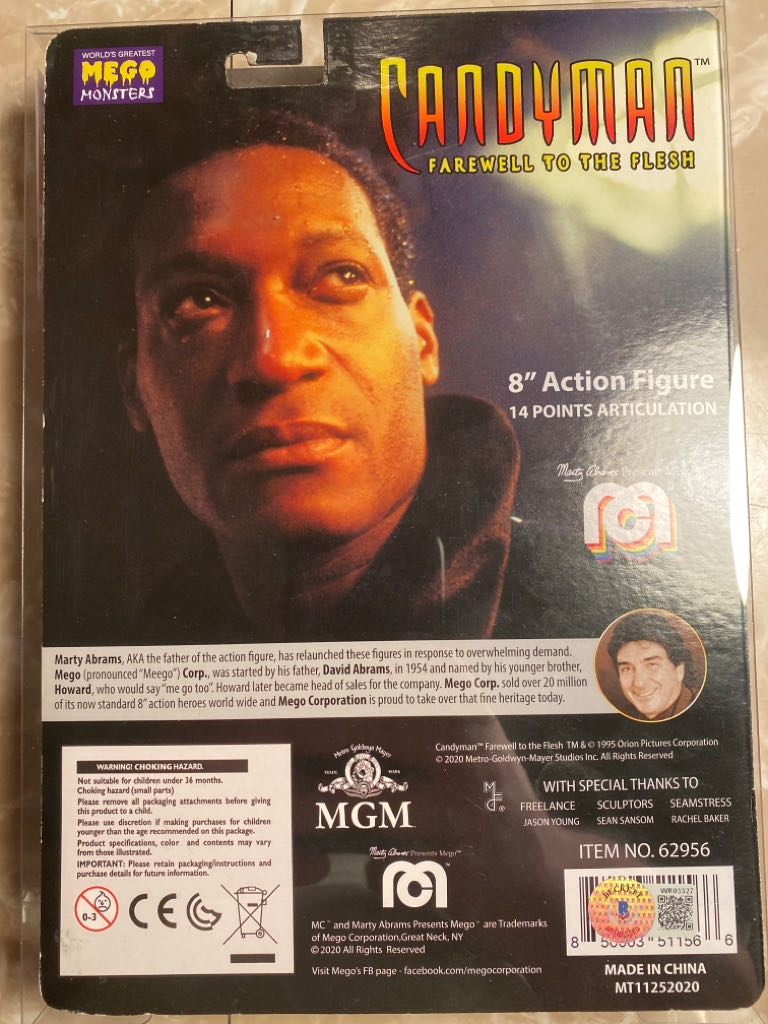 WORLD'S GREATEST
MEGO
MONSTERS
CANDYMAN™
FAREWELL TO THE FLESH
8" Action Figure
14 POINTS ARTICULATION
Marty Abrams Presents Mego
Marty Abrams, AKA the father of the action figure, has relaunched these figures in response to overwhelming demand.
Mego (pronounced "Meego") Corp., was started by his father, David Abrams, in 1954 and named by his younger brother,
Howard, who would say "me go too". Howard later became head of sales for the company. Mego Corp. sold over 20 million
of its now standard 8" action heroes world wide and Mego Corporation is proud to take over that fine heritage today.
WARNING! CHOKING HAZARD.
Not suitable for children under 36 months.
Choking hazard (small parts)
Please remove all packaging attachments before giving
this product to a child.
Please use discretion if making purchases for children
younger than the age recommended on this package.
Product specifications, color and contents may vary
from those illustrated.
IMPORTANT: Please retain packaging/instructions and
purchase details for future information.
0-3
CE
Metro Goldwyn Mayer
TRADE MARK
MGM
Marty Abrams Presents Mego™
MC™ and Marty Abrams Presents Mego™ are Trademarks
of Mego Corporation,Great Neck, NY
© 2020 All Rights Reserved
Visit Mego's FB page - facebook.com/megocorporation
Candyman™ Farewell to the Flesh TM & © 1995 Orion Pictures Corporation
© 2020 Metro-Goldwyn-Mayer Studios Inc. All Rights Reserved
WITH SPECIAL THANKS TO
FREELANCE SCULPTORS SEAMSTRESS
JASON YOUNG SEAN SANSOM RACHEL BAKER
ITEM NO. 62956
BECKETT
B
WR03327
8 50003 51156 6
MADE IN CHINA
MT11252020